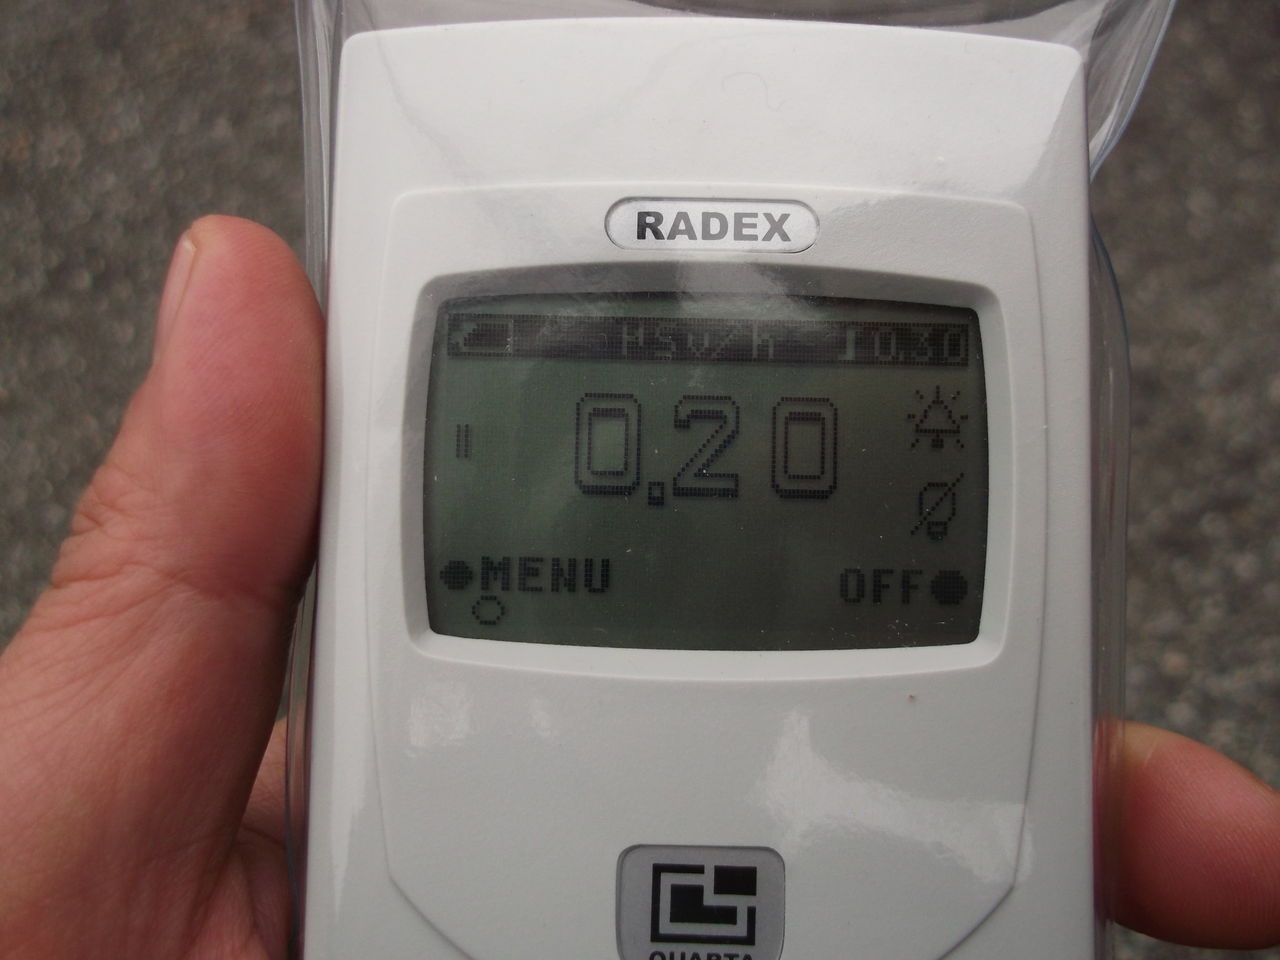 RADEX
µSv/h 0.30
0.20
MENU OFF
QUARTA